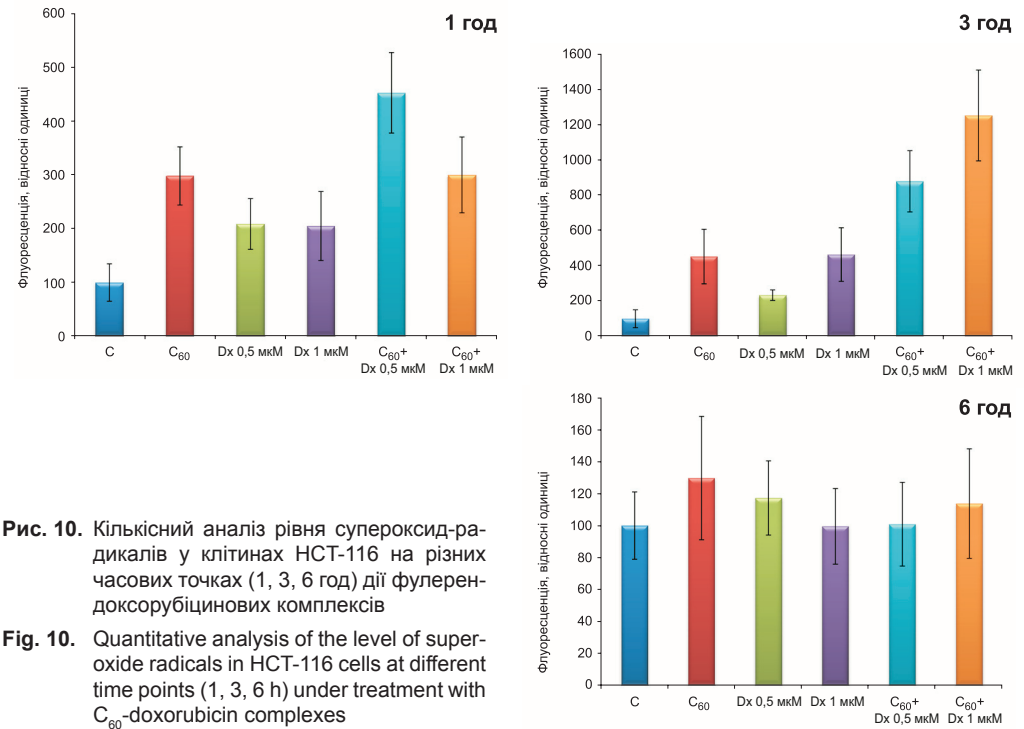 1 год
Флуоресценція, відносні одиниці
600
500
400
300
200
100
0
C
C₆₀
Dx 0,5 мкМ
Dx 1 мкМ
C₆₀+
Dx 0,5 мкМ
C₆₀+
Dx 1 мкМ
3 год
Флуоресценція, відносні одиниці
1600
1400
1200
1000
800
600
400
200
0
C
C₆₀
Dx 0,5 мкМ
Dx 1 мкМ
C₆₀+
Dx 0,5 мкМ
C₆₀+
Dx 1 мкМ
6 год
Флуоресценція, відносні одиниці
180
160
140
120
100
80
60
40
20
0
C
C₆₀
Dx 0,5 мкМ
Dx 1 мкМ
C₆₀+
Dx 0,5 мкМ
C₆₀+
Dx 1 мкМ
Рис. 10. Кількісний аналіз рівня супероксид-ра-
дикалів у клітинах HCT-116 на різних
часових точках (1, 3, 6 год) дії фулерен-
доксорубіцинових комплексів
Fig. 10. Quantitative analysis of the level of super-
oxide radicals in HCT-116 cells at different
time points (1, 3, 6 h) under treatment with
C₆₀-doxorubicin complexes